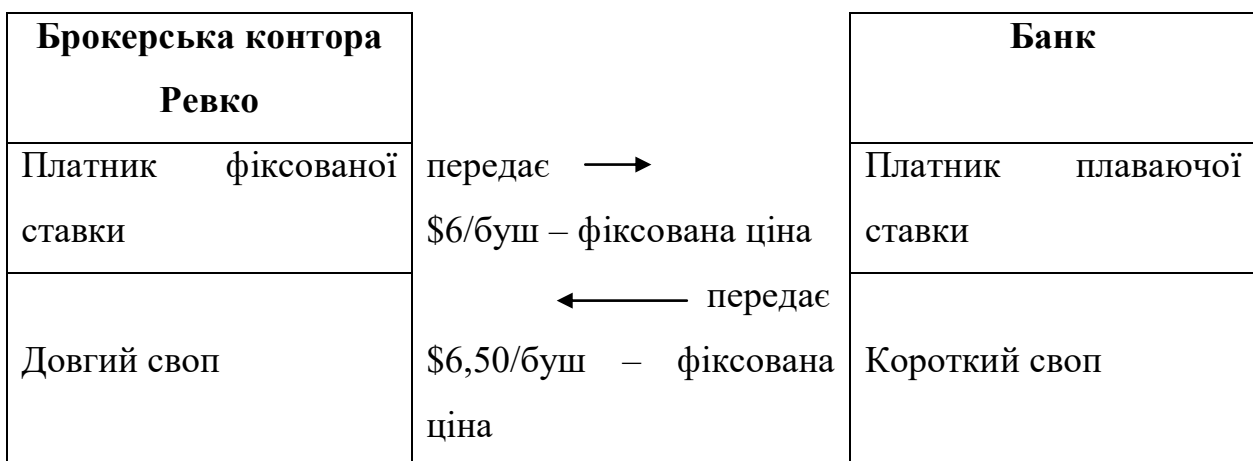 Брокерська контора
Ревко
Банк
Платник фіксованої
ставки
передає
$6/буш – фіксована ціна
Платник плаваючої
ставки
Довгий своп
передає
$6,50/буш – фіксована
ціна
Короткий своп